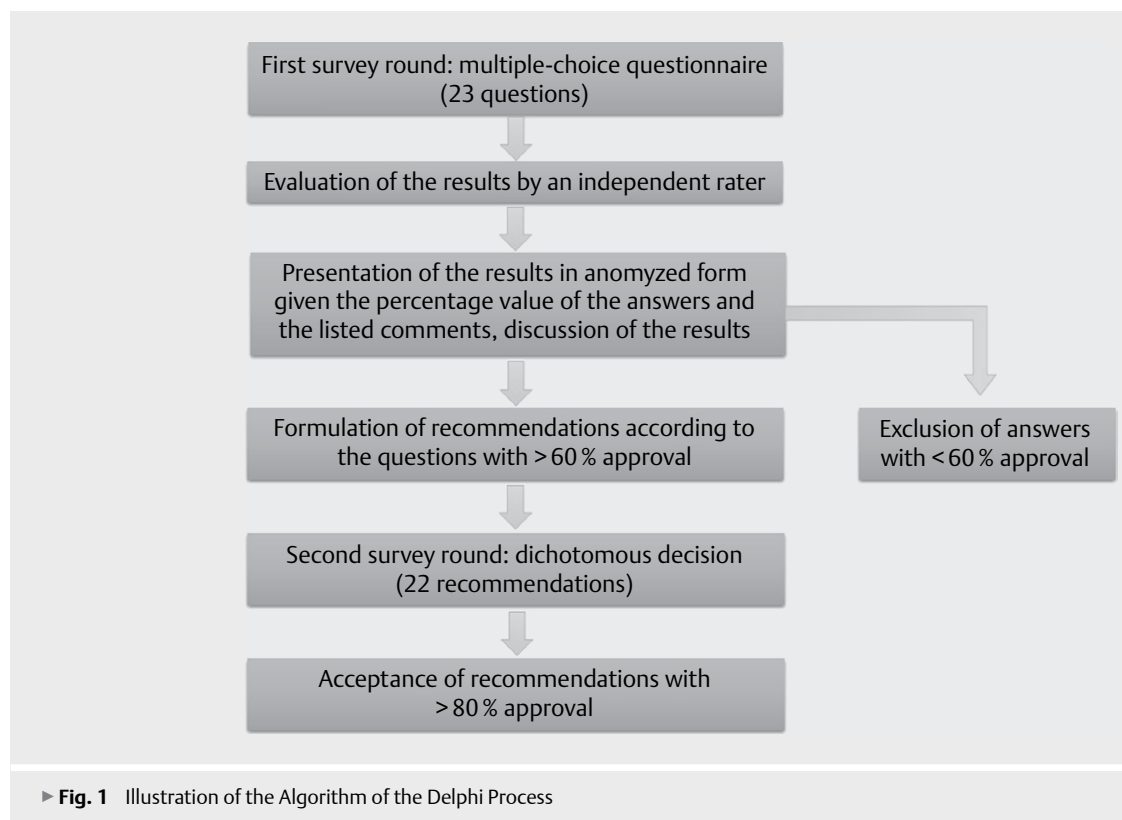 First survey round: multiple-choice questionnaire
(23 questions)
Evaluation of the results by an independent rater
Presentation of the results in anomyzed form
given the percentage value of the answers and
the listed comments, discussion of the results
Formulation of recommendations according to
the questions with >60 % approval
Exclusion of answers
with <60 % approval
Second survey round: dichotomous decision
(22 recommendations)
Acceptance of recommendations with
>80 % approval
▶ Fig. 1 Illustration of the Algorithm of the Delphi Process